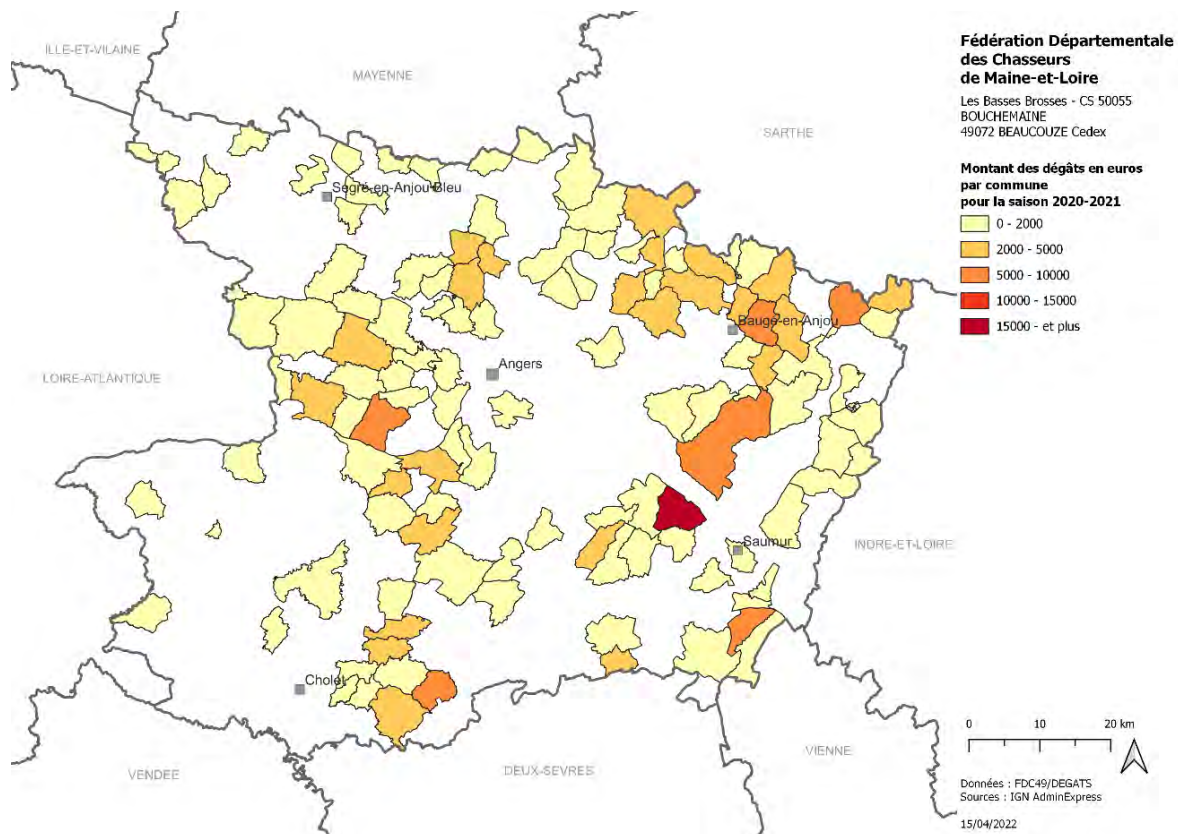 ILLE-ET-VILAINE
MAYENNE
SARTHE
Segré-en-Anjou-Bleu
Baugé-en-Anjou
Angers
LOIRE-ATLANTIQUE
Saumur
INDRE-ET-LOIRE
Cholet
VENDEE
DEUX-SEVRES
VIENNE
Fédération Départementale
des Chasseurs
de Maine-et-Loire
Les Basses Brosses - CS 50055
BOUCHEMAINE
49072 BEAUCOUZE Cedex
Montant des dégâts en euros
par commune
pour la saison 2020-2021
0 - 2000
2000 - 5000
5000 - 10000
10000 - 15000
15000 - et plus
0 10 20 km
Données : FDC49/DEGATS
Sources : IGN AdminExpress
15/04/2022